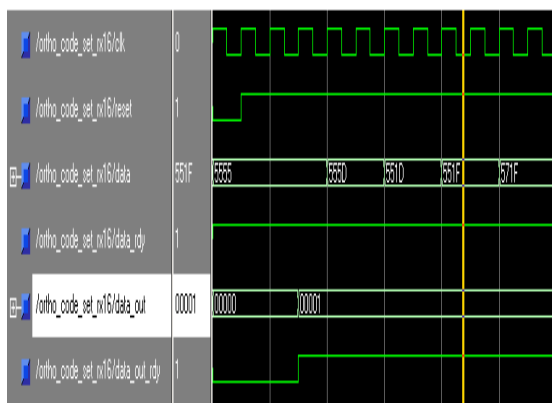 /ortho_code_set_rx16/clk 0
/ortho_code_set_rx16/reset 1
/ortho_code_set_rx16/data 551F 5555 555D 551D 551F 571F
/ortho_code_set_rx16/data_rdy 1
/ortho_code_set_rx16/data_out 00001 00000 00001
/ortho_code_set_rx16/data_out_rdy 1